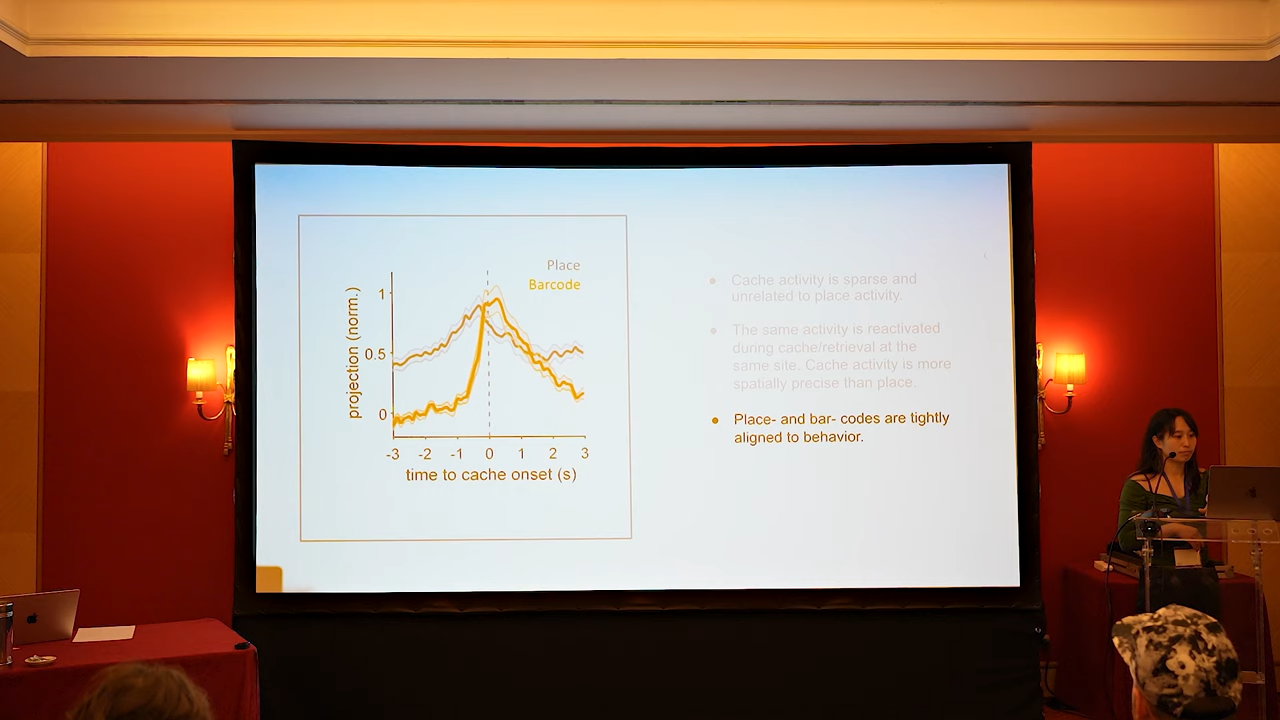 Place
Barcode
projection (norm.)
1
0.5
0
-3 -2 -1 0 1 2 3
time to cache onset (s)
• Cache activity is sparse and
unrelated to place activity.
• The same activity is reactivated
during cache/retrieval at the
same site. Cache activity is more
spatially precise than place.
• Place- and bar- codes are tightly
aligned to behavior.